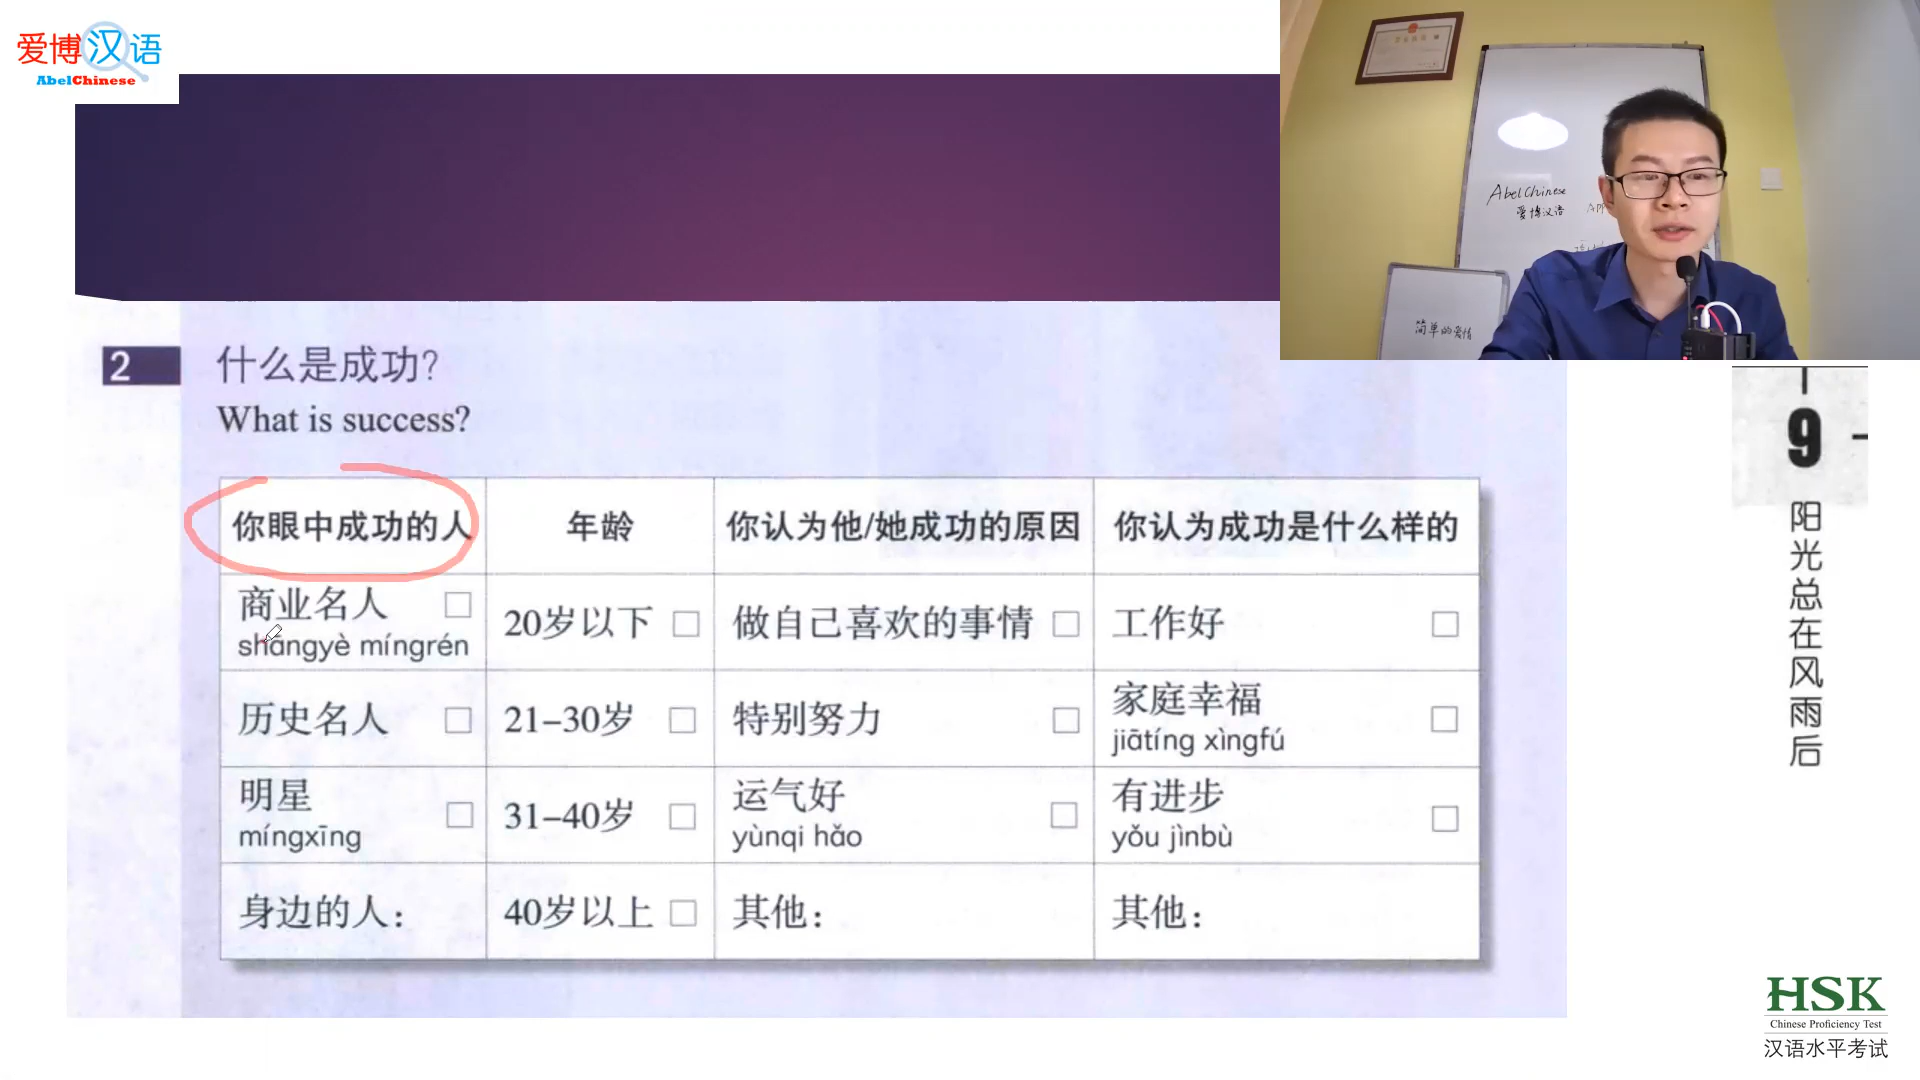 爱博汉语
AbelChinese
AbelChinese
爱博汉语
简单的爱情
2
什么是成功?
What is success?
你眼中成功的人 年龄 你认为他/她成功的原因 你认为成功是什么样的
商业名人 □ 20岁以下 □ 做自己喜欢的事情 □ 工作好 □
shāngyè míngrén
历史名人 □ 21–30岁 □ 特别努力 □ 家庭幸福 □
jiātíng xìngfú
明星 □ 31–40岁 □ 运气好 □ 有进步 □
míngxīng yùnqi hǎo yǒu jìnbù
身边的人: 40岁以上 □ 其他: 其他:
9
阳光总在风雨后
HSK
Chinese Proficiency Test
汉语水平考试